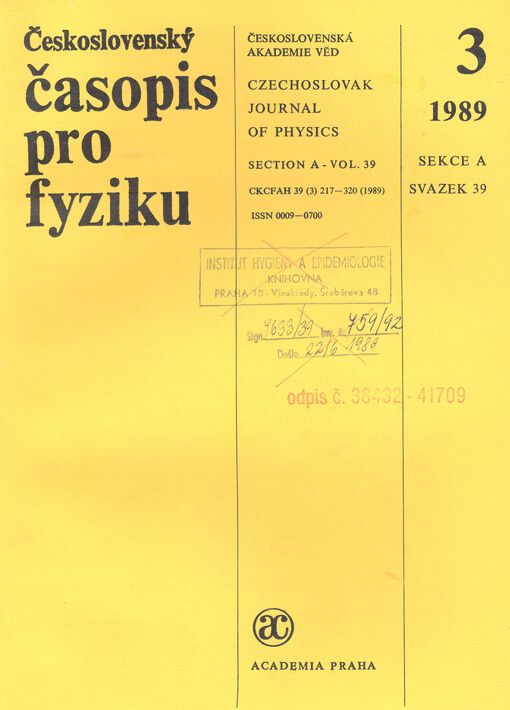 Československý
časopis
pro
fyziku
ČESKOSLOVENSKÁ
AKADEMIE VĚD
CZECHOSLOVAK
JOURNAL
OF PHYSICS
SECTION A - VOL. 39
CKCFAH 39 (3) 217—320 (1989)
ISSN 0009—0700
3
1989
SEKCE A
SVAZEK 39
INSTITUT HYGIENY A EPIDEMIOLOGIE
KNIHOVNA
PRAHA 10 - Vinohrady, Šrobárova 48
Sign. 4633/39 Inv. č. 759/92
Došlo 22/6 1989
odpis č. 38432 - 41709
ac
ACADEMIA PRAHA